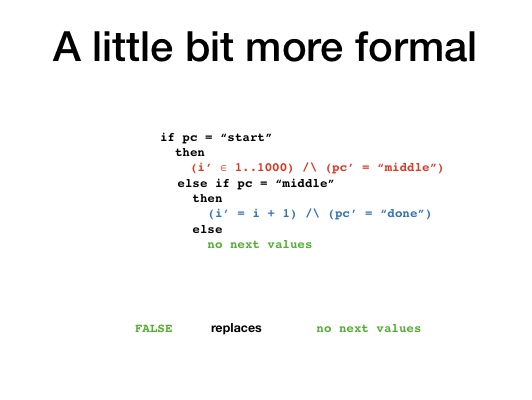 A little bit more formal
if pc = “start”
then
(i’ ∈ 1..1000) /\ (pc’ = “middle”)
else if pc = “middle”
then
(i’ = i + 1) /\ (pc’ = “done”)
else
no next values
FALSE replaces no next values